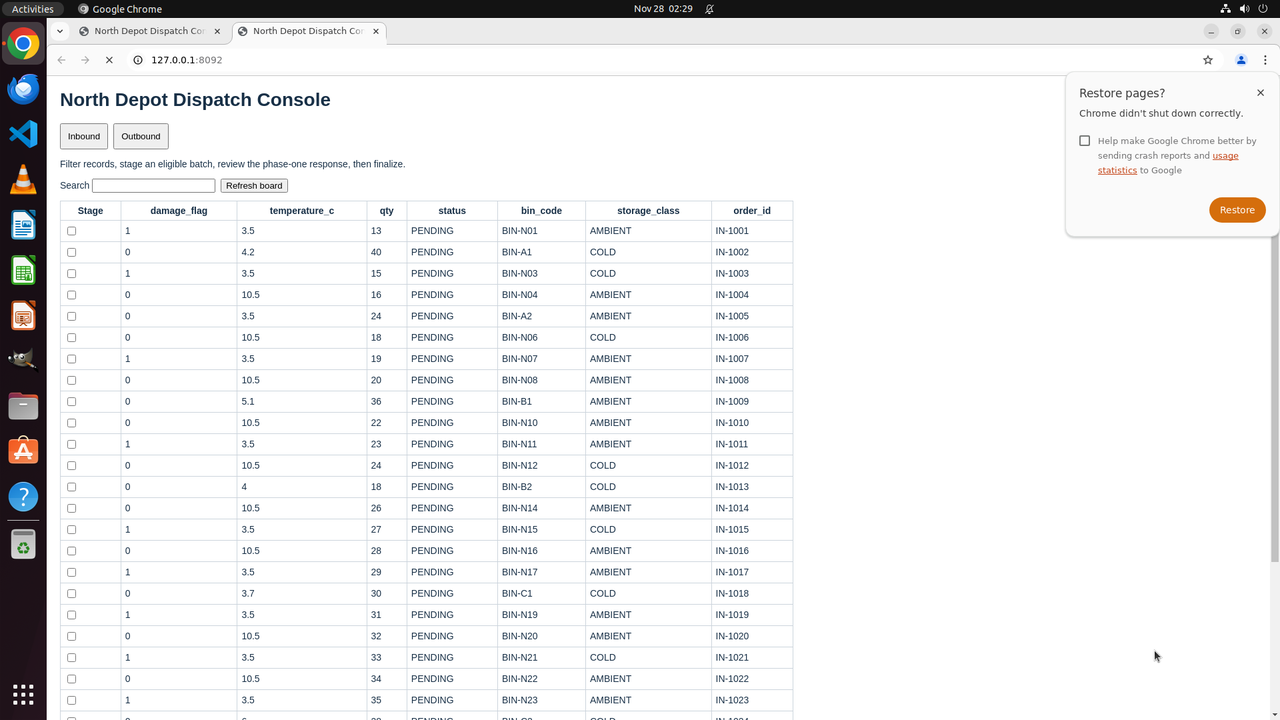 Activities
Google Chrome
Nov 28 02:29
North Depot Dispatch Con
North Depot Dispatch Con
127.0.0.1:8092
North Depot Dispatch Console
Inbound
Outbound
Filter records, stage an eligible batch, review the phase-one response, then finalize.
Search
Refresh board
Stage damage_flag temperature_c qty status bin_code storage_class order_id
1 3.5 13 PENDING BIN-N01 AMBIENT IN-1001
0 4.2 40 PENDING BIN-A1 COLD IN-1002
1 3.5 15 PENDING BIN-N03 COLD IN-1003
0 10.5 16 PENDING BIN-N04 AMBIENT IN-1004
0 3.5 24 PENDING BIN-A2 AMBIENT IN-1005
0 10.5 18 PENDING BIN-N06 COLD IN-1006
1 3.5 19 PENDING BIN-N07 AMBIENT IN-1007
0 10.5 20 PENDING BIN-N08 AMBIENT IN-1008
0 5.1 36 PENDING BIN-B1 AMBIENT IN-1009
0 10.5 22 PENDING BIN-N10 AMBIENT IN-1010
1 3.5 23 PENDING BIN-N11 AMBIENT IN-1011
0 10.5 24 PENDING BIN-N12 COLD IN-1012
0 4 18 PENDING BIN-B2 COLD IN-1013
0 10.5 26 PENDING BIN-N14 AMBIENT IN-1014
1 3.5 27 PENDING BIN-N15 COLD IN-1015
0 10.5 28 PENDING BIN-N16 AMBIENT IN-1016
1 3.5 29 PENDING BIN-N17 AMBIENT IN-1017
0 3.7 30 PENDING BIN-C1 COLD IN-1018
1 3.5 31 PENDING BIN-N19 AMBIENT IN-1019
0 10.5 32 PENDING BIN-N20 AMBIENT IN-1020
1 3.5 33 PENDING BIN-N21 COLD IN-1021
0 10.5 34 PENDING BIN-N22 AMBIENT IN-1022
1 3.5 35 PENDING BIN-N23 AMBIENT IN-1023
Restore pages?
Chrome didn't shut down correctly.
Help make Google Chrome better by
sending crash reports and usage
statistics to Google
Restore